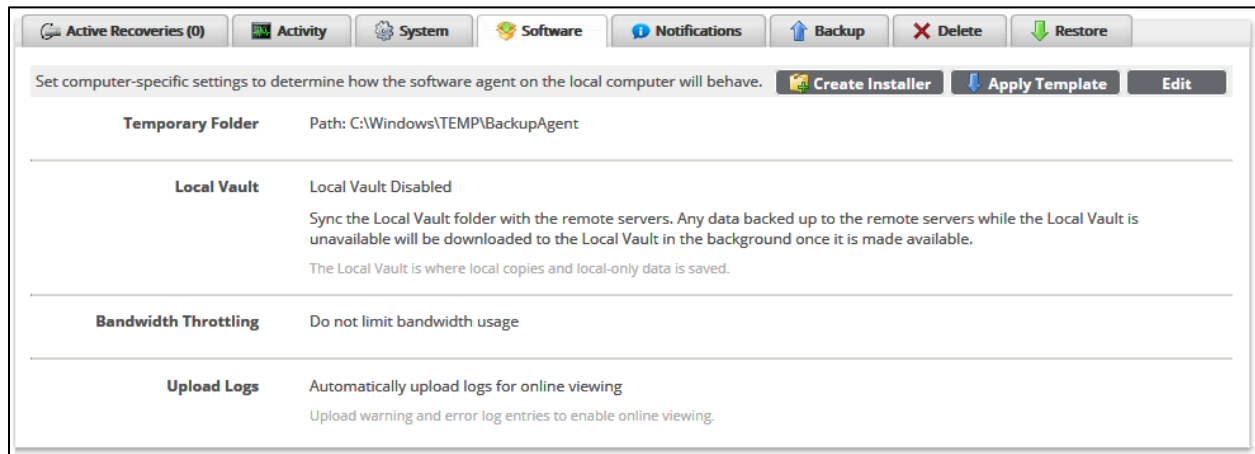 Active Recoveries (0) Activity System Software Notifications Backup Delete Restore
Set computer-specific settings to determine how the software agent on the local computer will behave. Create Installer Apply Template Edit
Temporary Folder Path: C:\Windows\TEMP\BackupAgent
Local Vault Local Vault Disabled
Sync the Local Vault folder with the remote servers. Any data backed up to the remote servers while the Local Vault is
unavailable will be downloaded to the Local Vault in the background once it is made available.
The Local Vault is where local copies and local-only data is saved.
Bandwidth Throttling Do not limit bandwidth usage
Upload Logs Automatically upload logs for online viewing
Upload warning and error log entries to enable online viewing.